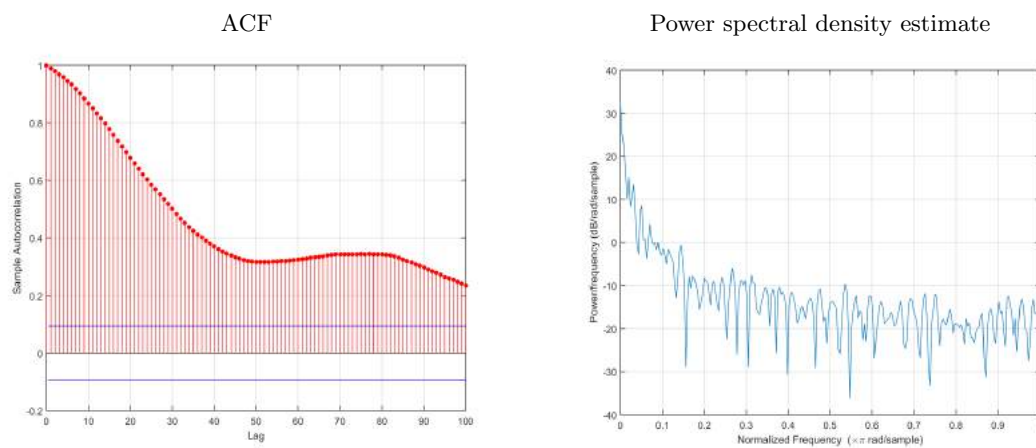 ACF
1
0.8
0.6
0.4
0.2
0
-0.2
Sample Autocorrelation
0 10 20 30 40 50 60 70 80 90 100
Lag
Power spectral density estimate
40
30
20
10
0
-10
-20
-30
-40
Power/frequency (dB/rad/sample)
0 0.1 0.2 0.3 0.4 0.5 0.6 0.7 0.8 0.9
Normalized Frequency (×π rad/sample)